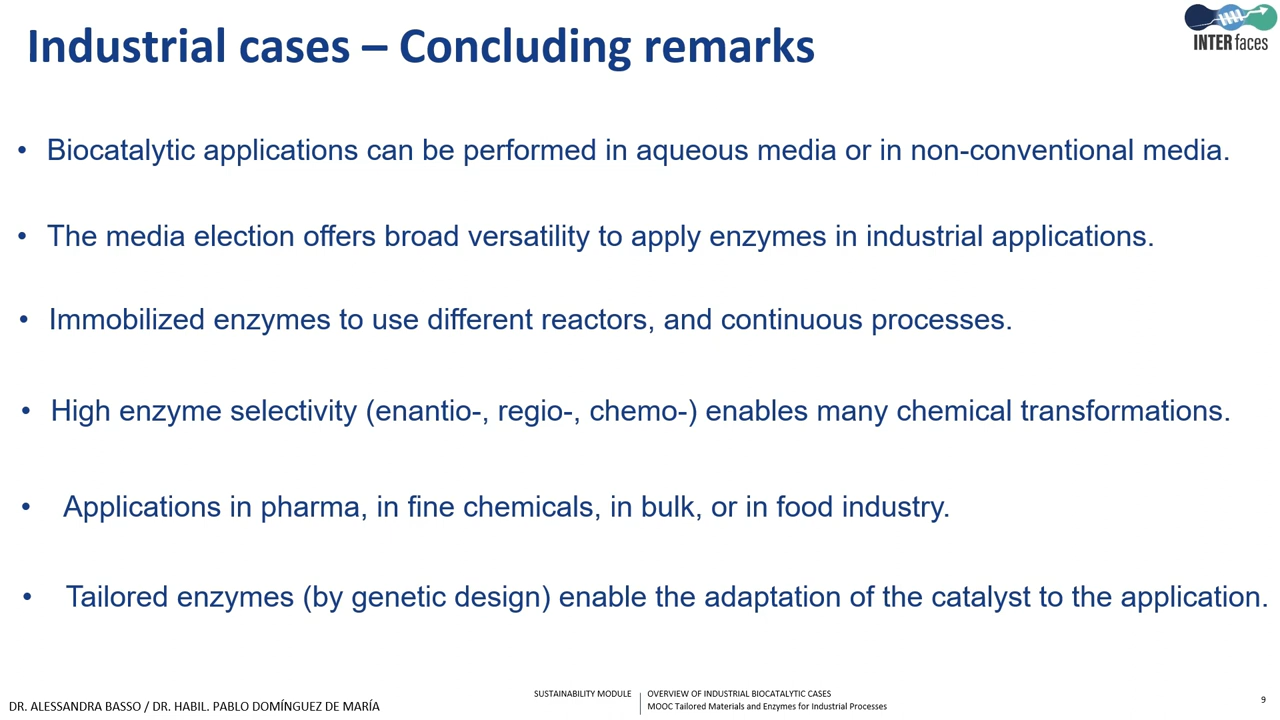 Industrial cases – Concluding remarks
INTERfaces
• Biocatalytic applications can be performed in aqueous media or in non-conventional media.
• The media election offers broad versatility to apply enzymes in industrial applications.
• Immobilized enzymes to use different reactors, and continuous processes.
• High enzyme selectivity (enantio-, regio-, chemo-) enables many chemical transformations.
• Applications in pharma, in fine chemicals, in bulk, or in food industry.
• Tailored enzymes (by genetic design) enable the adaptation of the catalyst to the application.
DR. ALESSANDRA BASSO / DR. HABIL. PABLO DOMÍNGUEZ DE MARÍA
SUSTAINABILITY MODULE
OVERVIEW OF INDUSTRIAL BIOCATALYTIC CASES
MOOC Tailored Materials and Enzymes for Industrial Processes
9